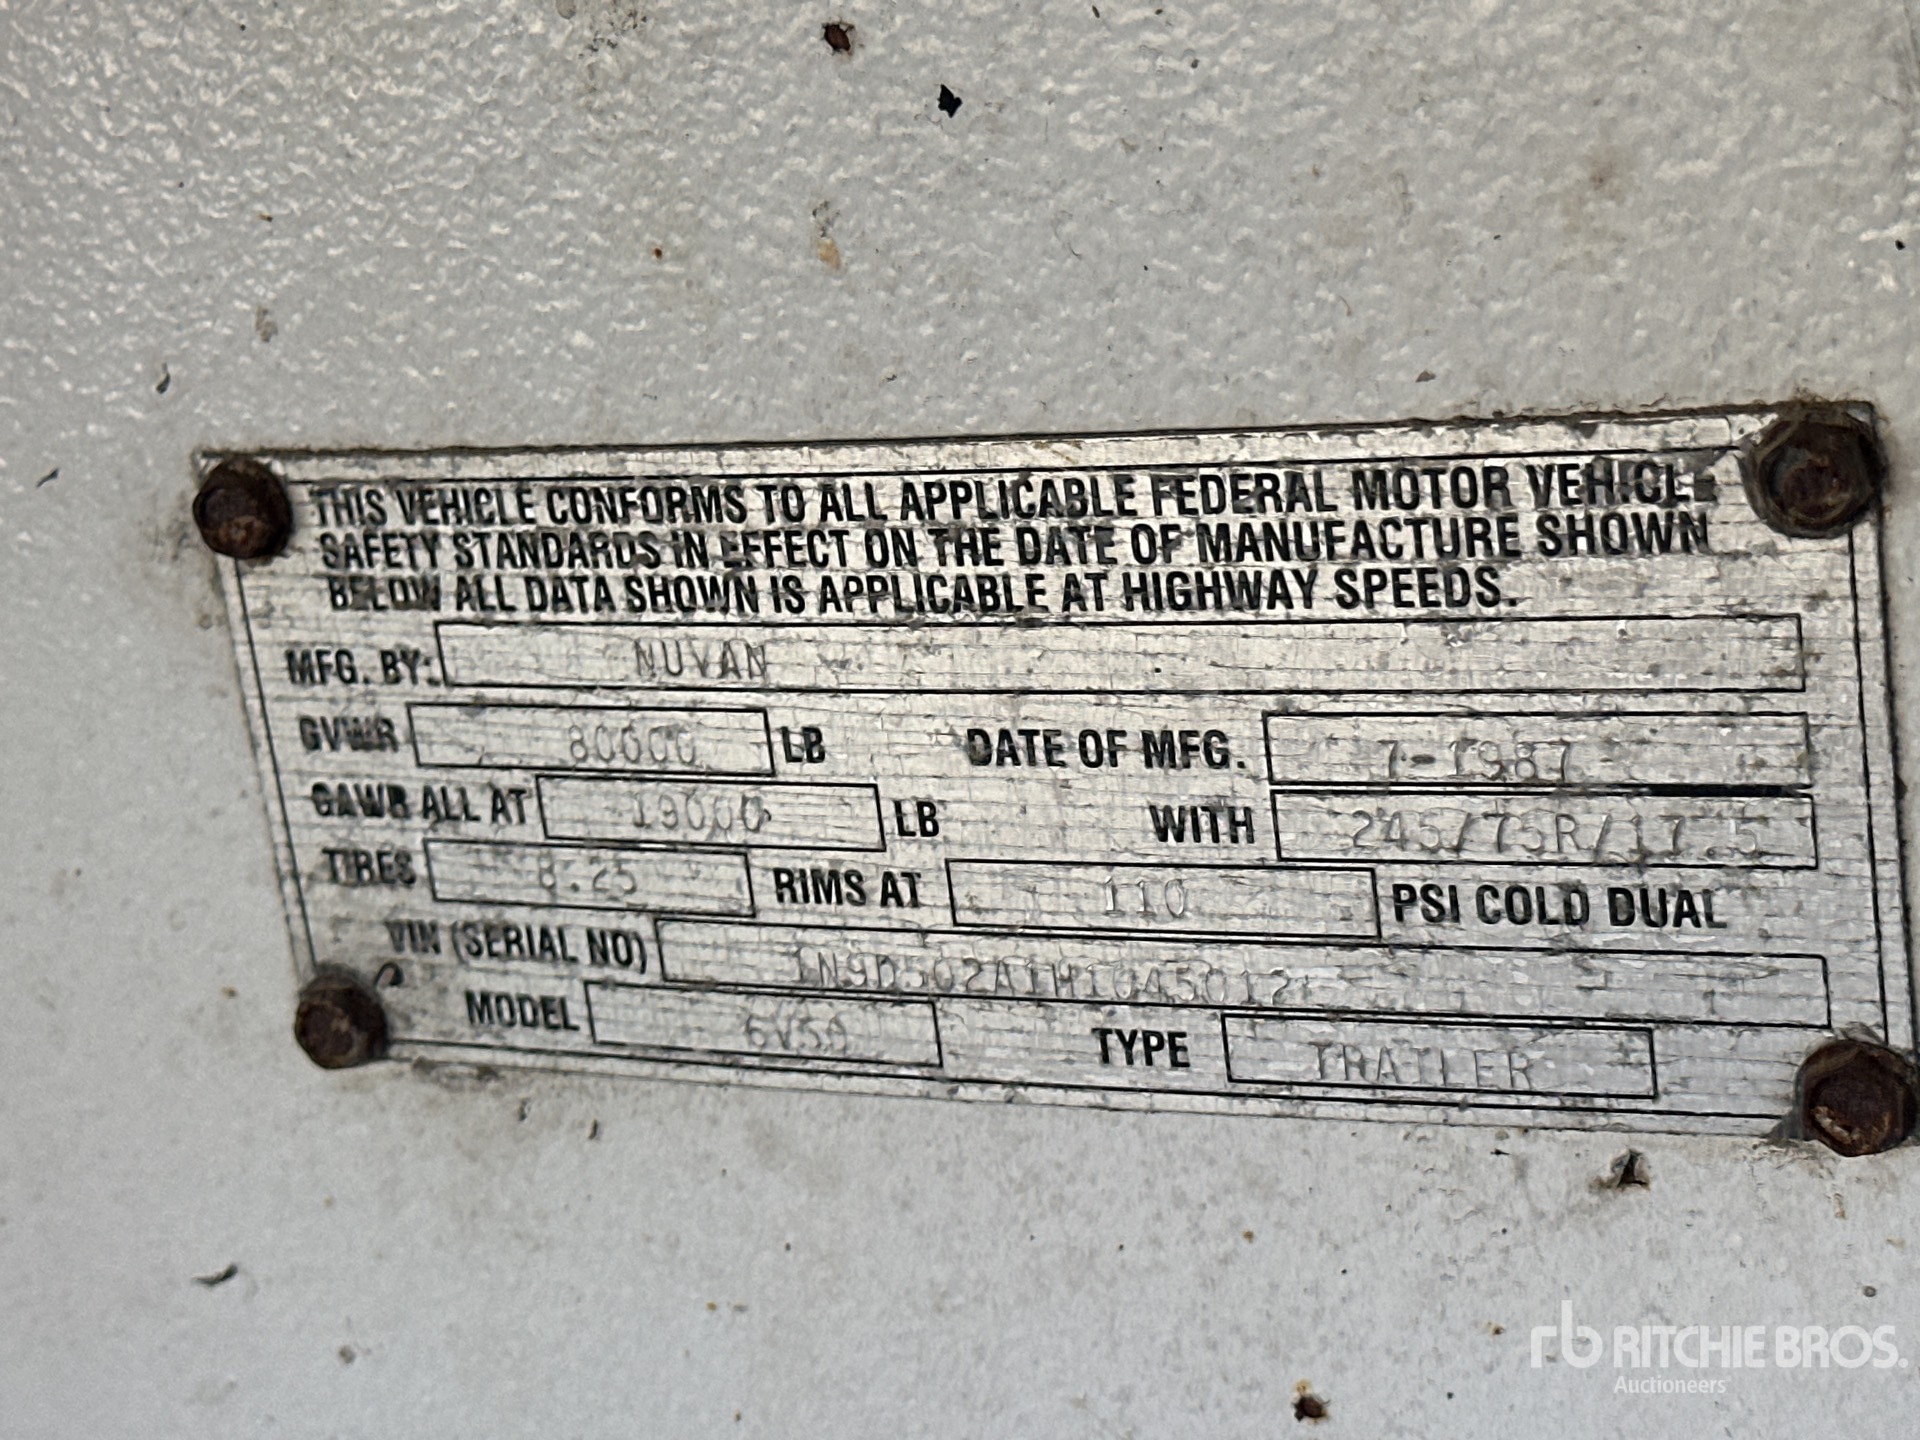 THIS VEHICLE CONFORMS TO ALL APPLICABLE FEDERAL MOTOR VEHICLE
SAFETY STANDARDS IN EFFECT ON THE DATE OF MANUFACTURE SHOWN
BELOW ALL DATA SHOWN IS APPLICABLE AT HIGHWAY SPEEDS.
MFG. BY: NUVAN
GVWR 80000 LB DATE OF MFG. 7-1987
GAWR ALL AT 19000 LB WITH 245/75R/17.5
TIRES 8.25 RIMS AT 110 PSI COLD DUAL
VIN (SERIAL NO) 1N9D502A1H1045012
MODEL TYPE TRAILER
rb RITCHIE BROS.
Auctioneers